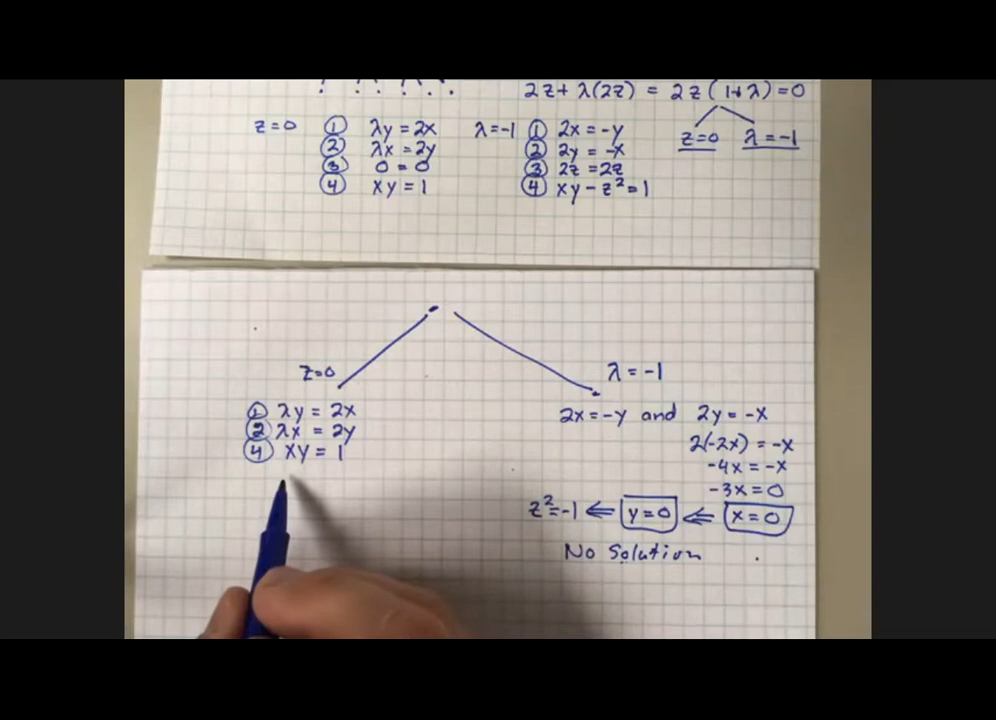 2z + λ(2z) = 2z(1+λ) = 0
z=0 λ=-1
z=0 ① λy = 2x
② λx = 2y
③ 0 = 0
④ xy = 1
λ=-1 ① 2x = -y
② 2y = -x
③ 2z = 2z
④ xy - z² = 1
z=0
① λy = 2x
② λx = 2y
④ xy = 1
λ = -1
2x = -y and 2y = -x
2(-2x) = -x
-4x = -x
-3x = 0
z² = -1 ⇐ y=0 ⇐ x=0
No Solution